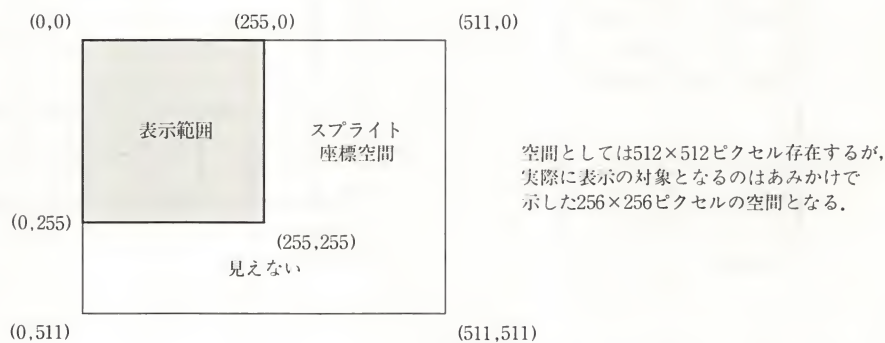 (0,0)
(255,0)
(511,0)
表示範囲
スプライト
座標空間
空間としては512×512ピクセル存在するが,
実際に表示の対象となるのはあみかけで
示した256×256ピクセルの空間となる.
(0,255)
(255,255)
見えない
(0,511)
(511,511)